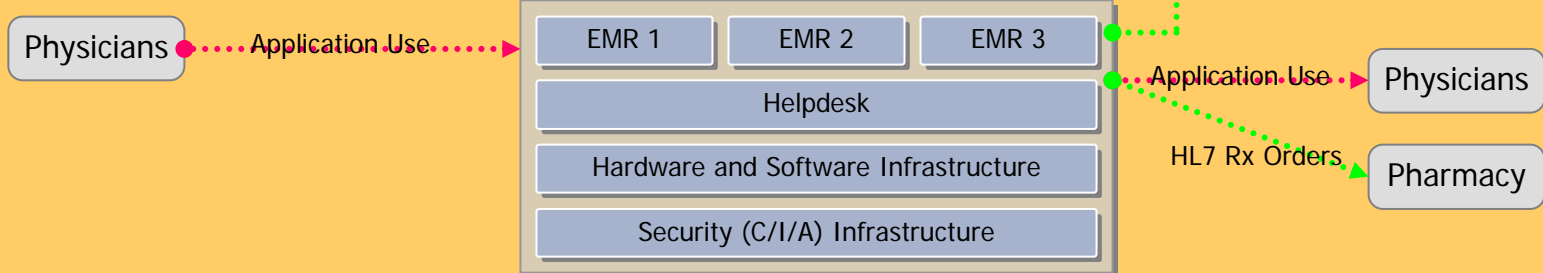 Physicians
Application Use
EMR 1
EMR 2
EMR 3
Helpdesk
Hardware and Software Infrastructure
Security (C/I/A) Infrastructure
Application Use
Physicians
HL7 Rx Orders
Pharmacy